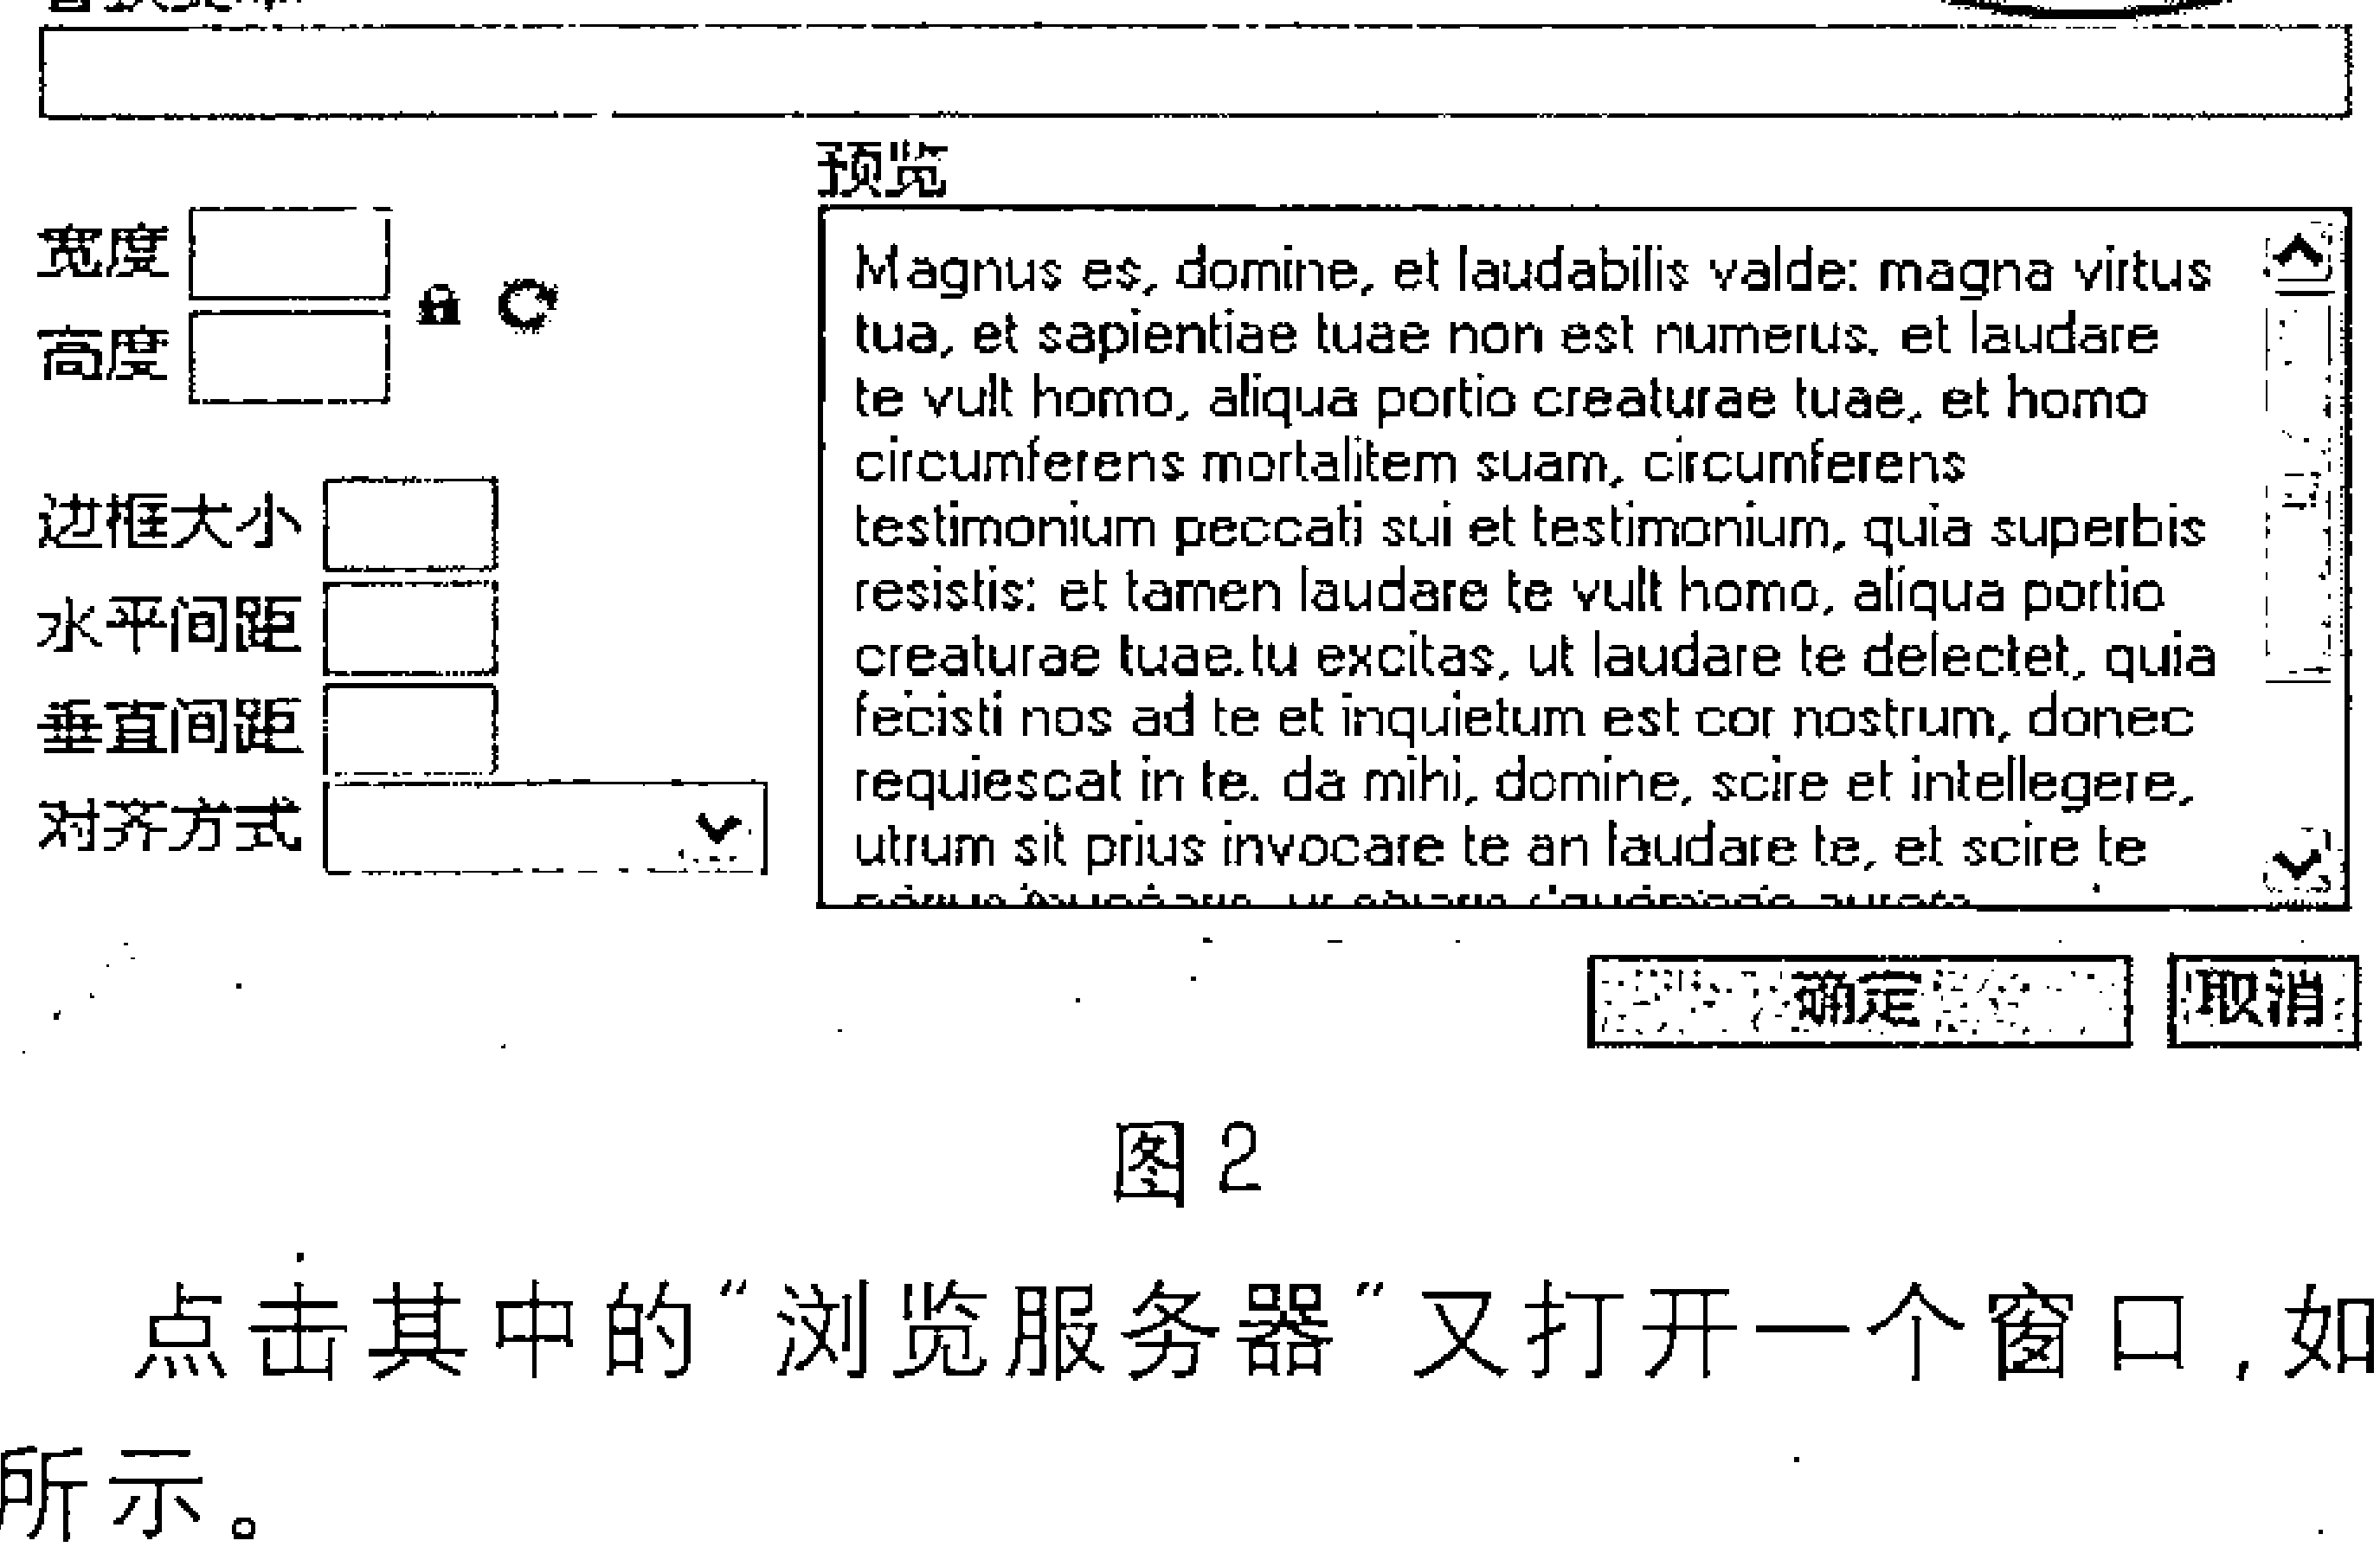 预览
宽度
高度
Magnus es, domine, et laudabilis valde: magna virtus
tua, et sapientiae tuae non est numerus. et laudare
te vult homo, aliqua portio creaturae tuae, et homo
circumferens mortalitem suam, circumferens
testimonium peccati sui et testimonium, quia superbis
resistis: et tamen laudare te vult homo, aliqua portio
creaturae tuae.tu excitas, ut laudare te delectet, quia
fecisti nos ad te et inquietum est cor nostrum, donec
requiescat in te. da mihi, domine, scire et intellegere,
utrum sit prius invocare te an laudare te, et scire te
边框大小
水平间距
垂直间距
对齐方式
确定 取消
图2
点击其中的“浏览服务器”又打开一个窗口,如
所示。